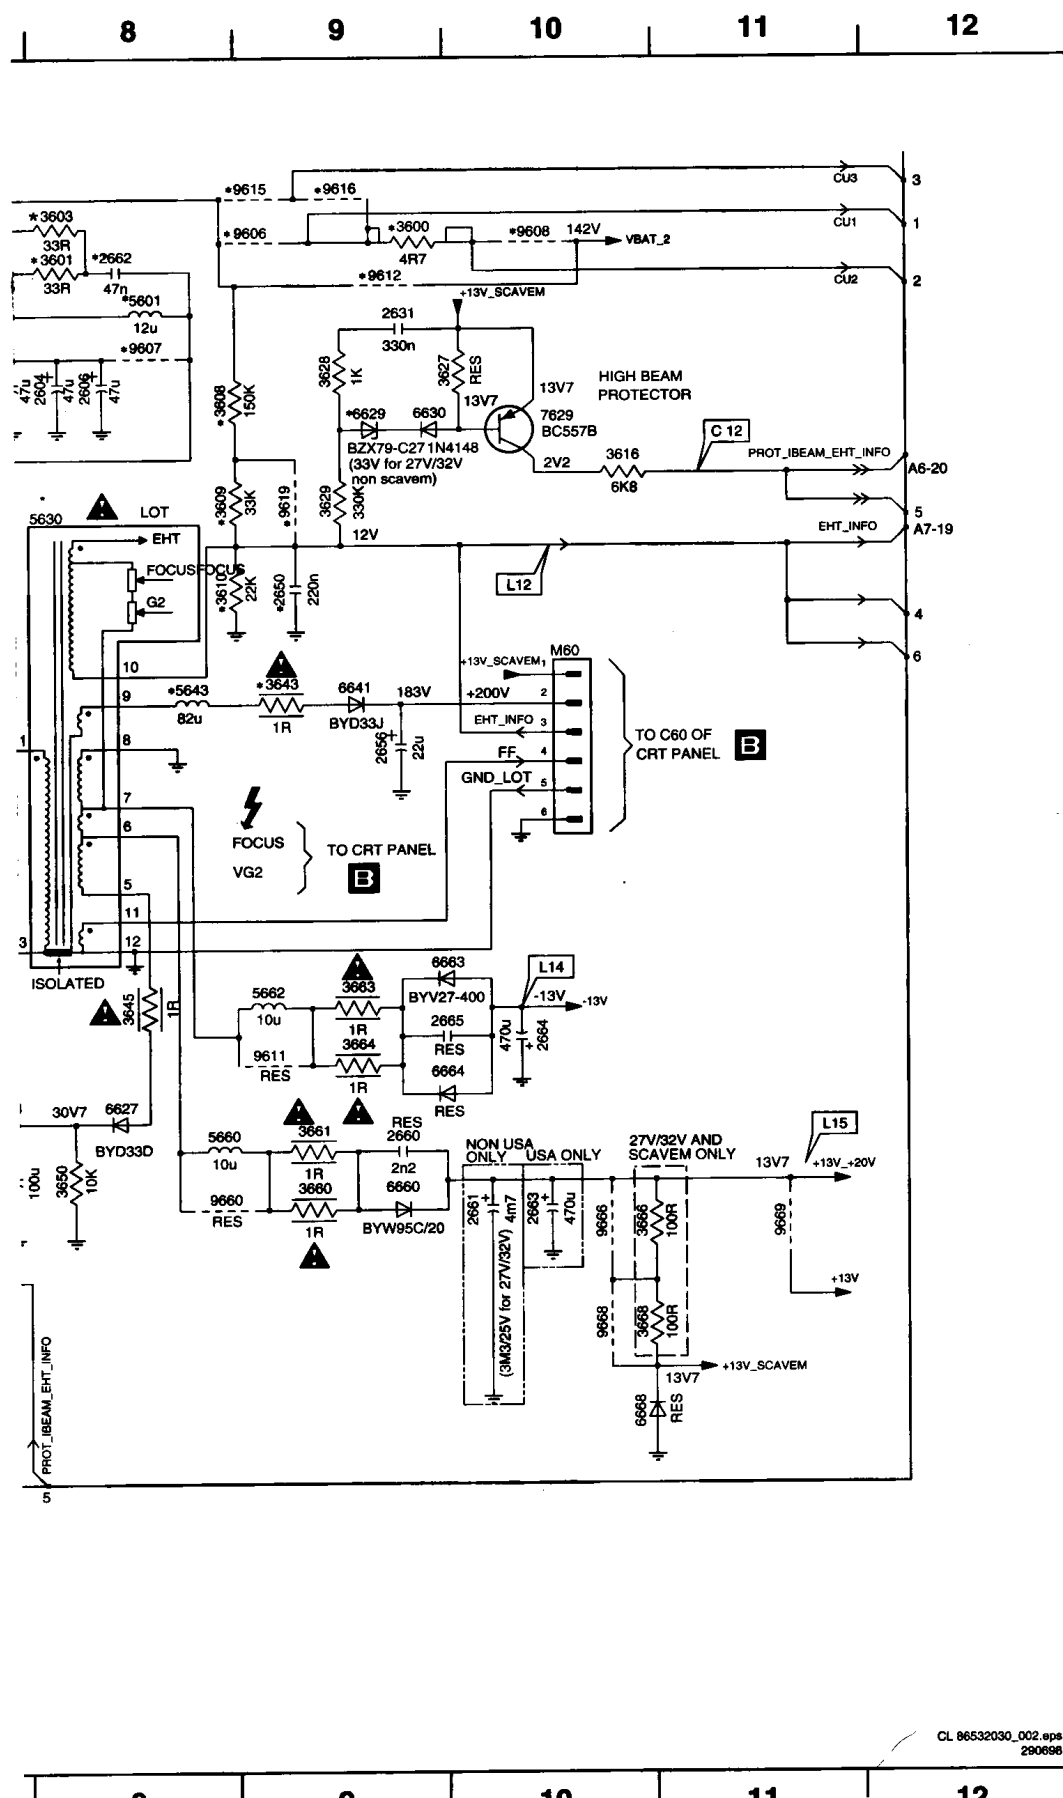 8 9 10 11 12
CU3 3
*9615 *9616
*3603
33R
CU1 1
*9606 *3600 *9608 142V VBAT_2
4R7
*3601
33R
*2662
47n
*9612
CU2 2
*5601
12u
+13V_SCAVEM
2631
330n
*9607
3628 1K
3627 RES
47u
2604 47u
2606 47u
*3608 150K
13V7
13V7
HIGH BEAM
PROTECTOR
*6629 6630
7629
BC557B
BZX79-C27 1N4148
(33V for 27V/32V
non scavem)
C 12
2V2
3616
6K8
PROT_IBEAM_EHT_INFO
A6-20
*3609 33K
*9619
3629 330K
5
5630
LOT
12V
EHT_INFO
A7-19
EHT
FOCUSFOCUS
G2
*3610 22K
*2650 220n
L12
4
6
10
M60
+13V_SCAVEM 1
9
*5643
82u
*3643
1R
6641
BYD33J
183V
+200V 2
2656 22u
EHT_INFO 3
TO C60 OF
CRT PANEL
B
1
8
FF 4
GND_LOT 5
7
6
6
FOCUS
VG2
TO CRT PANEL
B
5
11
3
12
ISOLATED
3645 1R
6663
BYV27-400
L14
5662
10u
3663
1R
-13V -13V
2665
RES
470u 2664
9611
RES
3664
1R
6664
RES
30V7
6627
BYD33D
100u
3650 10K
5660
10u
3661
1R
RES
2660
2n2
NON USA
ONLY
USA ONLY
27V/32V AND
SCAVEM ONLY
L15
13V7 +13V_+20V
9660
RES
3660
1R
6660
BYW95C/20
2661 4m7
(3M3/25V for 27V/32V)
2663 470u
9666
3666 100R
9669
+13V
9668
3668 100R
+13V_SCAVEM
13V7
6668 RES
PROT_IBEAM_EHT_INFO
5
CL 86532030_002.eps
290698
10 11 12